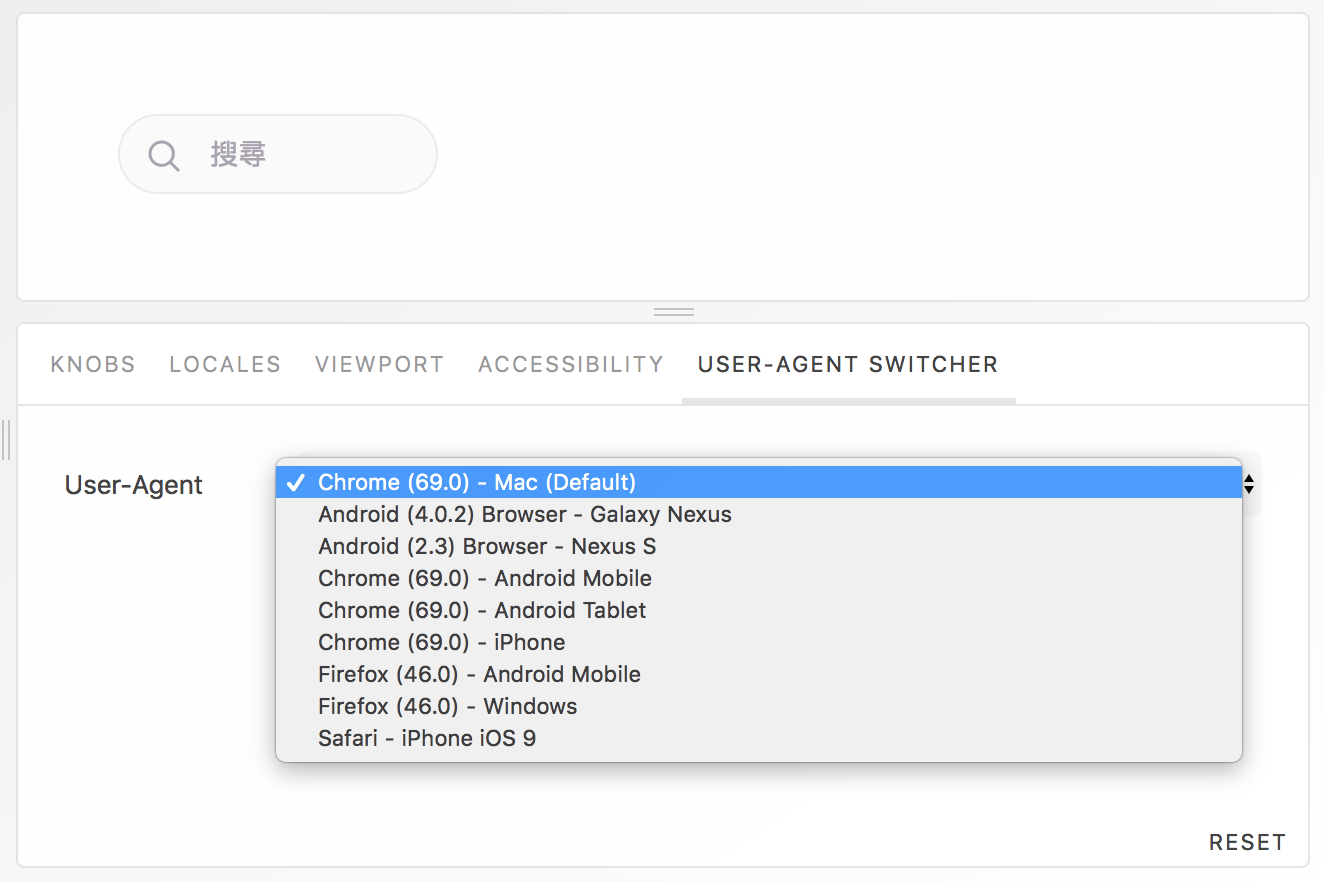 搜尋
KNOBS LOCALES VIEWPORT ACCESSIBILITY USER-AGENT SWITCHER
User-Agent
✓ Chrome (69.0) - Mac (Default)
Android (4.0.2) Browser - Galaxy Nexus
Android (2.3) Browser - Nexus S
Chrome (69.0) - Android Mobile
Chrome (69.0) - Android Tablet
Chrome (69.0) - iPhone
Firefox (46.0) - Android Mobile
Firefox (46.0) - Windows
Safari - iPhone iOS 9
RESET